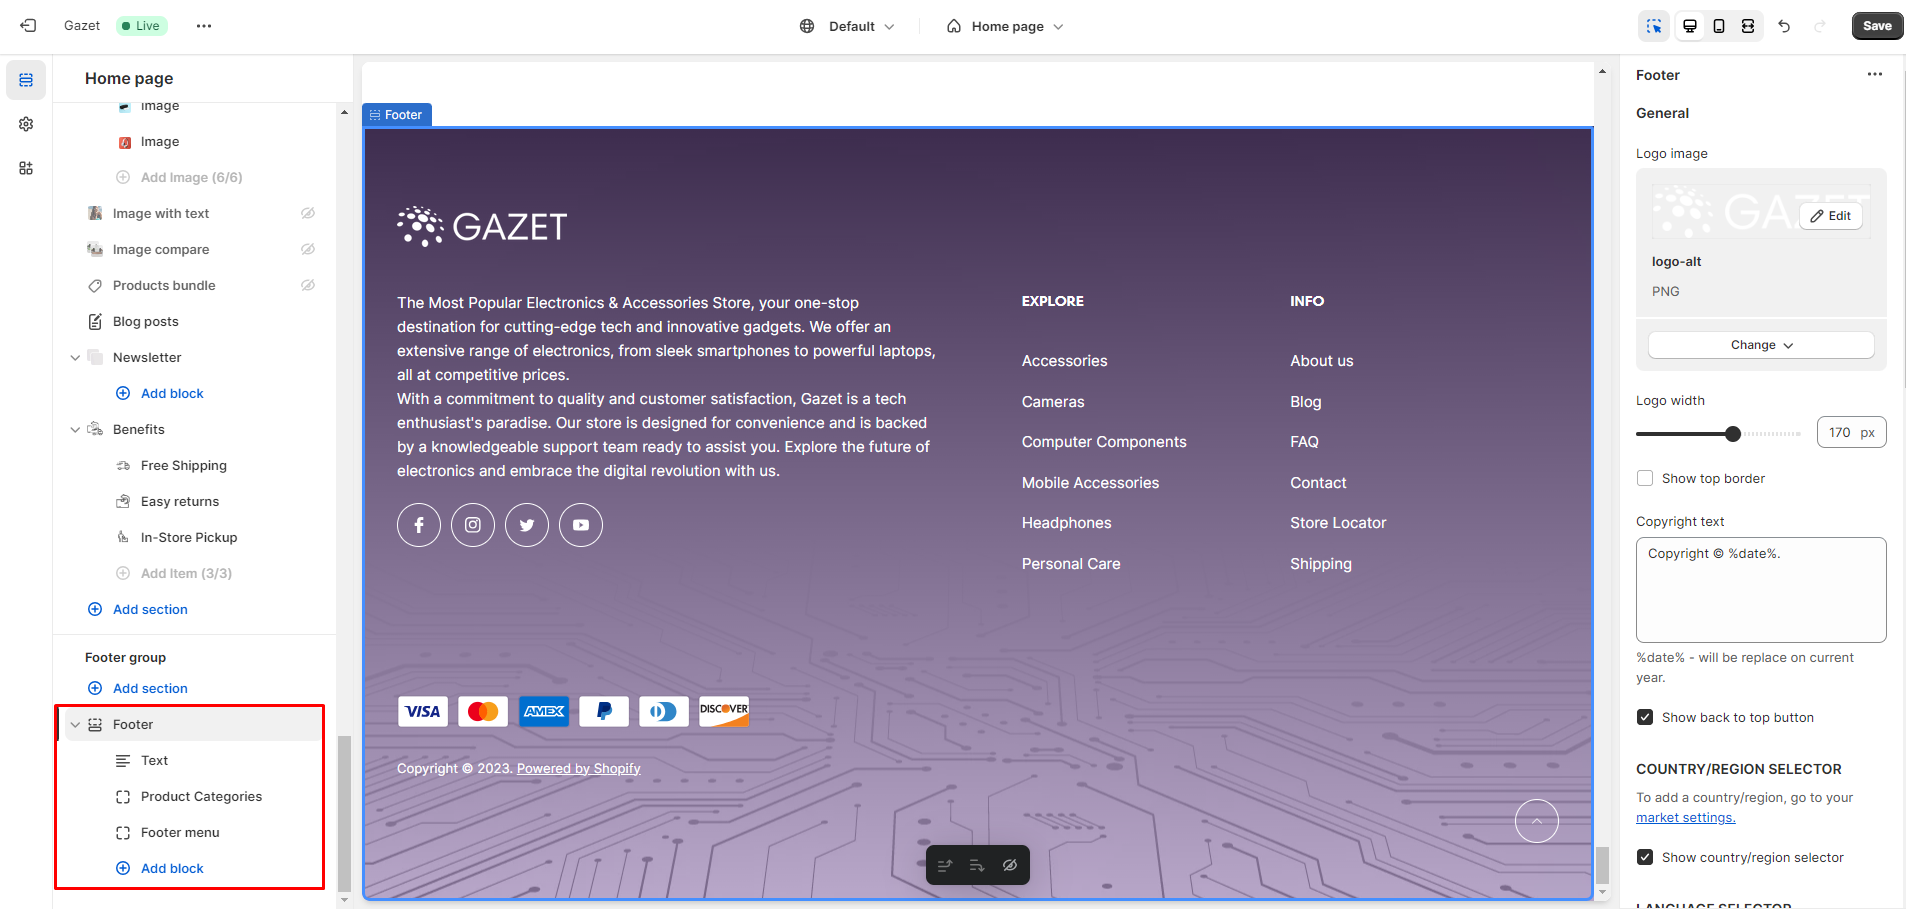 Gazet
Live
Default
Home page
Save
Home page
Image
Image
Add Image (6/6)
Image with text
Image compare
Products bundle
Blog posts
Newsletter
Add block
Benefits
Free Shipping
Easy returns
In-Store Pickup
Add Item (3/3)
Add section
Footer group
Add section
Footer
Text
Product Categories
Footer menu
Add block
Footer
GAZET
The Most Popular Electronics & Accessories Store, your one-stop
destination for cutting-edge tech and innovative gadgets. We offer an
extensive range of electronics, from sleek smartphones to powerful laptops,
all at competitive prices.
With a commitment to quality and customer satisfaction, Gazet is a tech
enthusiast's paradise. Our store is designed for convenience and is backed
by a knowledgeable support team ready to assist you. Explore the future of
electronics and embrace the digital revolution with us.
EXPLORE
Accessories
Cameras
Computer Components
Mobile Accessories
Headphones
Personal Care
INFO
About us
Blog
FAQ
Contact
Store Locator
Shipping
VISA
AMEX
DISCOVER
Copyright © 2023. Powered by Shopify
Footer
General
Logo image
GAZET
Edit
logo-alt
PNG
Change
Logo width
170 px
Show top border
Copyright text
Copyright © %date%.
%date% - will be replace on current
year.
Show back to top button
COUNTRY/REGION SELECTOR
To add a country/region, go to your
market settings.
Show country/region selector
LANGUAGE SELECTOR